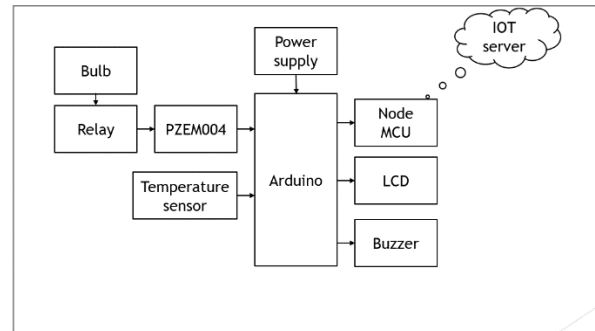 IOT
server
Power
supply
Bulb
Relay
PZEM004
Node
MCU
Arduino
Temperature
sensor
LCD
Buzzer